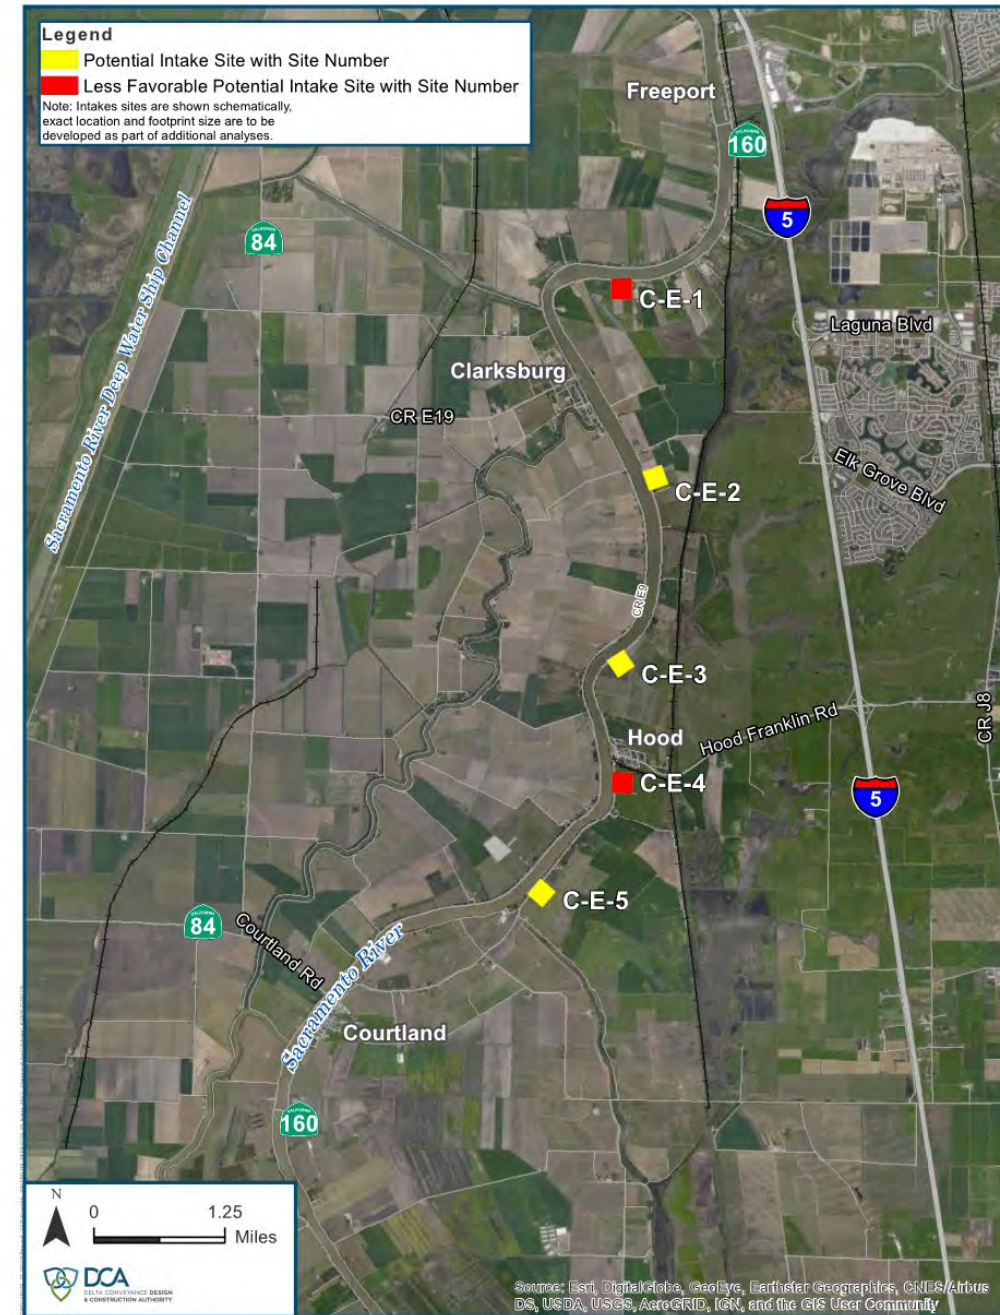 Legend
Potential Intake Site with Site Number
Less Favorable Potential Intake Site with Site Number
Note: Intakes sites are shown schematically,
exact location and footprint size are to be
developed as part of additional analyses.
Freeport
CALIFORNIA
160
5
CALIFORNIA
84
Sacramento River Deep Water Ship Channel
C-E-1
Laguna Blvd
Clarksburg
CR E19
Elk Grove Blvd
C-E-2
CR E9
C-E-3
CR J8
Hood Franklin Rd
Hood
C-E-4
5
C-E-5
CALIFORNIA
84
Courtland Rd
Sacramento River
Courtland
CALIFORNIA
160
N
0 1.25
Miles
DCA
DELTA CONVEYANCE DESIGN
& CONSTRUCTION AUTHORITY
Source: Esri, DigitalGlobe, GeoEye, Earthstar Geographics, CNES/Airbus
DS, USDA, USGS, AeroGRID, IGN, and the GIS User Community